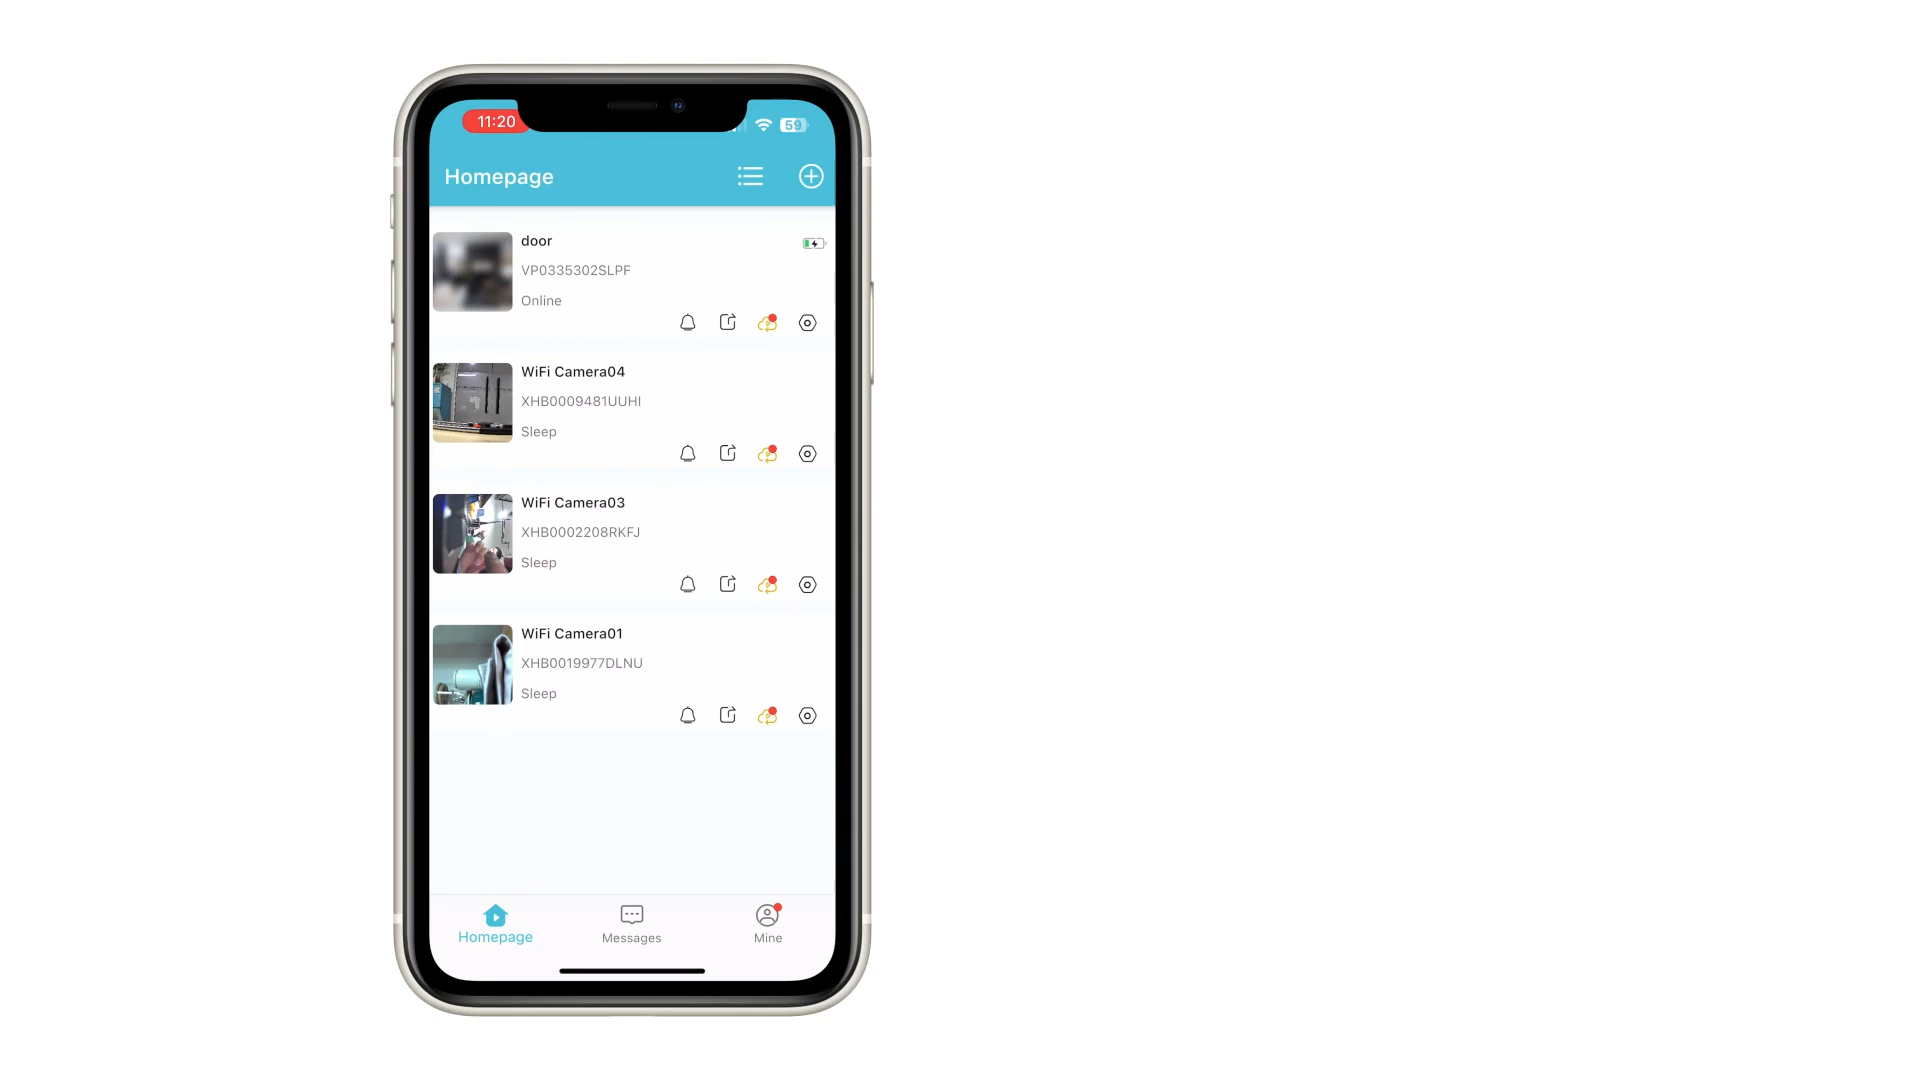 11:20
59
Homepage
door
VP0335302SLPF
Online
WiFi Camera04
XHB0009481UUHI
Sleep
WiFi Camera03
XHB0002208RKFJ
Sleep
WiFi Camera01
XHB0019977DLNU
Sleep
Homepage
Messages
Mine